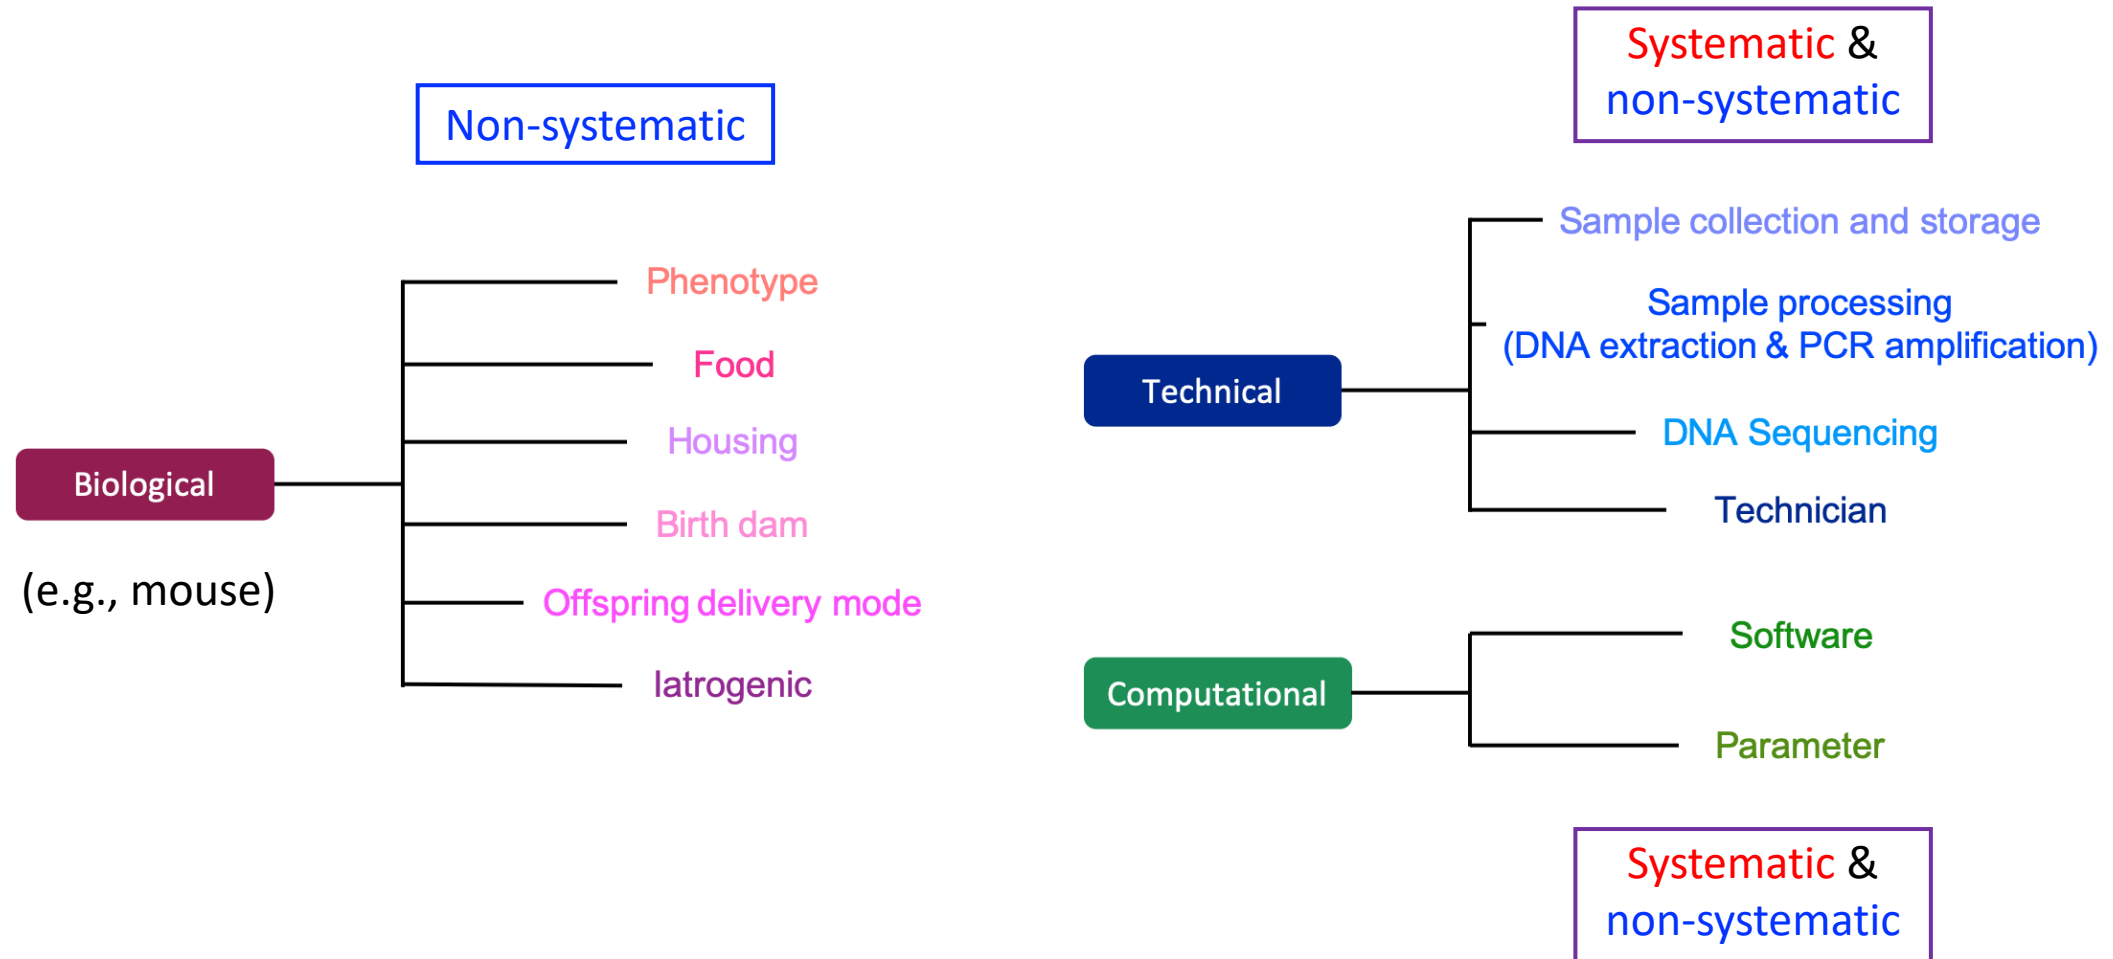 Non-systematic
Biological
(e.g., mouse)
Phenotype
Food
Housing
Birth dam
Offspring delivery mode
Iatrogenic
Systematic &
non-systematic
Technical
Sample collection and storage
Sample processing
(DNA extraction & PCR amplification)
DNA Sequencing
Technician
Computational
Software
Parameter
Systematic &
non-systematic